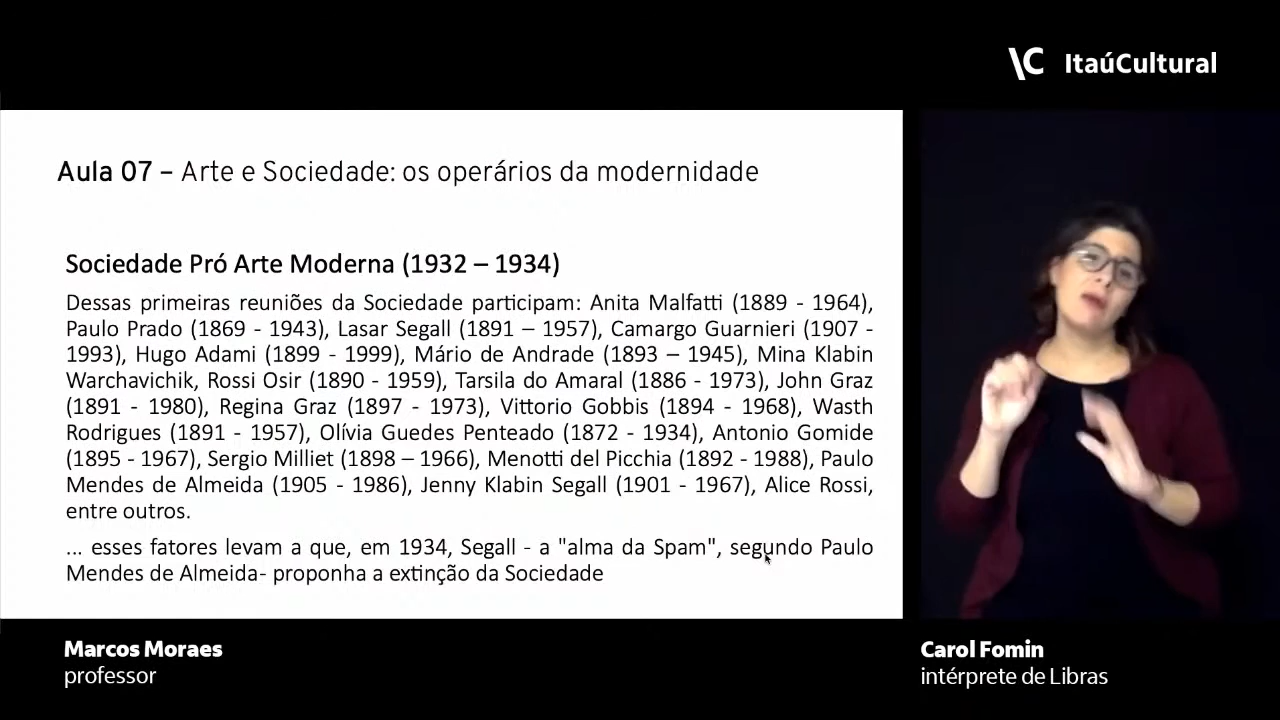 \C ItaúCultural
Aula 07 – Arte e Sociedade: os operários da modernidade
Sociedade Pró Arte Moderna (1932 – 1934)
Dessas primeiras reuniões da Sociedade participam: Anita Malfatti (1889 - 1964),
Paulo Prado (1869 - 1943), Lasar Segall (1891 – 1957), Camargo Guarnieri (1907 -
1993), Hugo Adami (1899 - 1999), Mário de Andrade (1893 – 1945), Mina Klabin
Warchavichik, Rossi Osir (1890 - 1959), Tarsila do Amaral (1886 - 1973), John Graz
(1891 - 1980), Regina Graz (1897 - 1973), Vittorio Gobbis (1894 - 1968), Wasth
Rodrigues (1891 - 1957), Olívia Guedes Penteado (1872 - 1934), Antonio Gomide
(1895 - 1967), Sergio Milliet (1898 – 1966), Menotti del Picchia (1892 - 1988), Paulo
Mendes de Almeida (1905 - 1986), Jenny Klabin Segall (1901 - 1967), Alice Rossi,
entre outros.
... esses fatores levam a que, em 1934, Segall - a "alma da Spam", segundo Paulo
Mendes de Almeida- proponha a extinção da Sociedade
Marcos Moraes
professor
Carol Fomin
intérprete de Libras